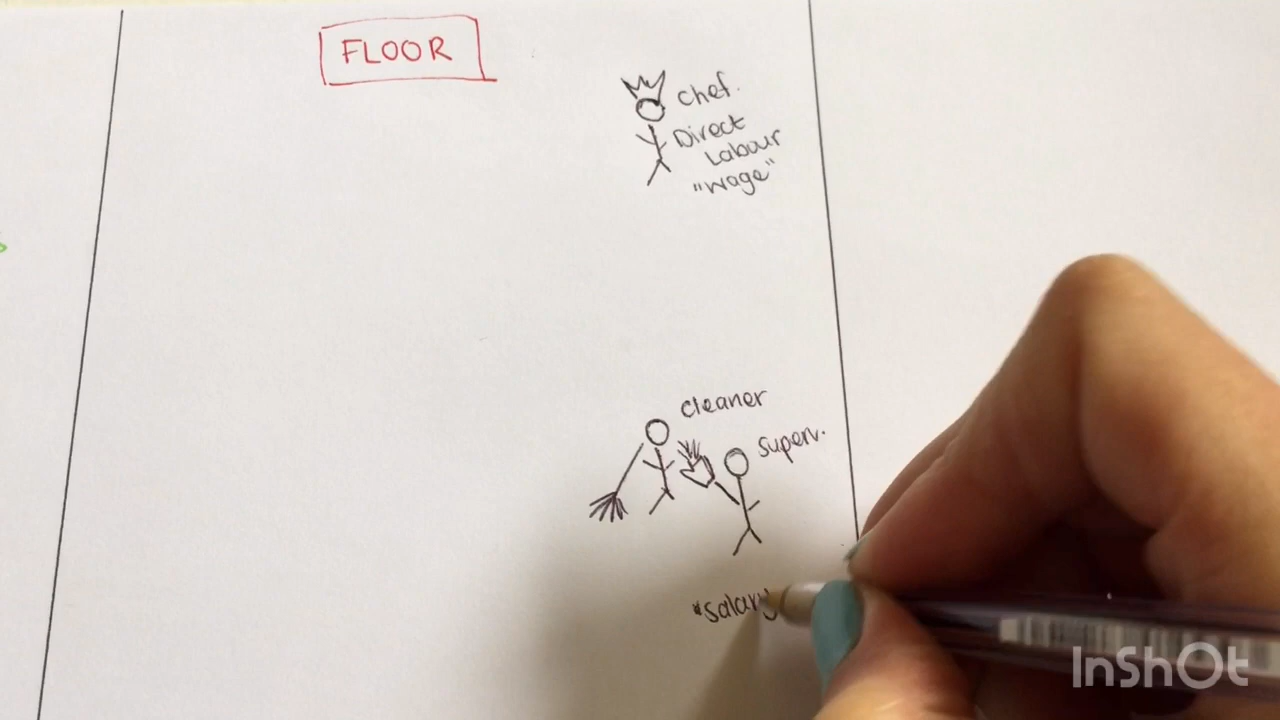 FLOOR
chef.
Direct
Labour
"wage"
cleaner
superv.
"salary
InShOt